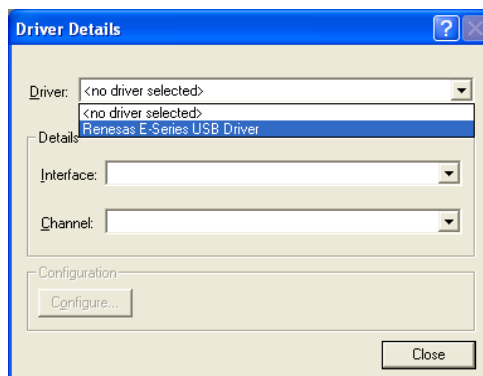 Driver Details
Driver: <no driver selected>
<no driver selected>
Renesas E-Series USB Driver
Details
Interface:
Channel:
Configuration
Configure...
Close